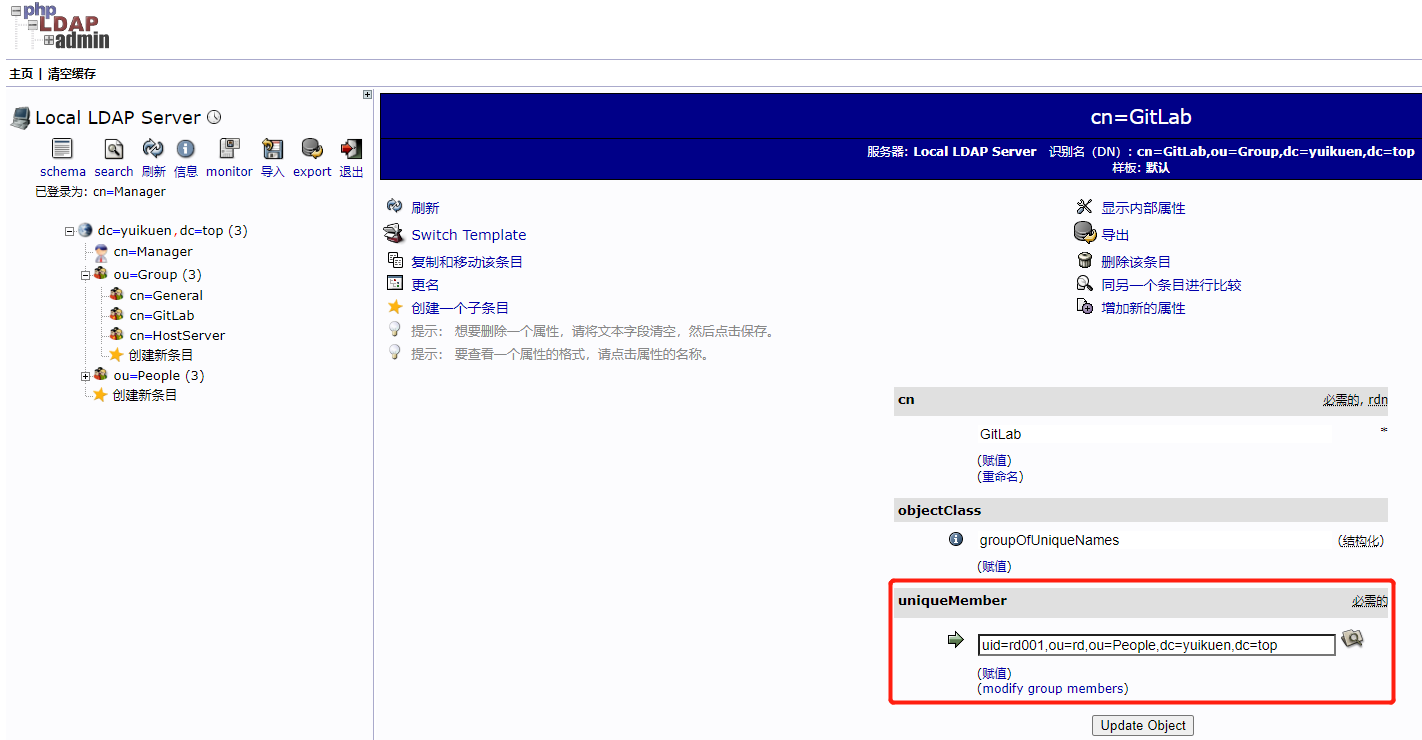 php
LDAP
admin
主页 | 清空缓存
Local LDAP Server
schema search 刷新 信息 monitor 导入 export 退出
已登录为: cn=Manager
dc=yuikuen,dc=top (3)
cn=Manager
ou=Group (3)
cn=General
cn=GitLab
cn=HostServer
创建新条目
ou=People (3)
创建新条目
cn=GitLab
服务器: Local LDAP Server 识别名（DN）: cn=GitLab,ou=Group,dc=yuikuen,dc=top
样板: 默认
刷新
Switch Template
复制和移动该条目
更名
创建一个子条目
提示： 想要删除一个属性，请将文本字段清空，然后点击保存。
提示： 要查看一个属性的格式，请点击属性的名称。
显示内部属性
导出
删除该条目
同另一个条目进行比较
增加新的属性
cn 必需的, rdn
GitLab *
(赋值)
(重命名)
objectClass
groupOfUniqueNames (结构化)
(赋值)
uniqueMember 必需的
uid=rd001,ou=rd,ou=People,dc=yuikuen,dc=top
(赋值)
(modify group members)
Update Object